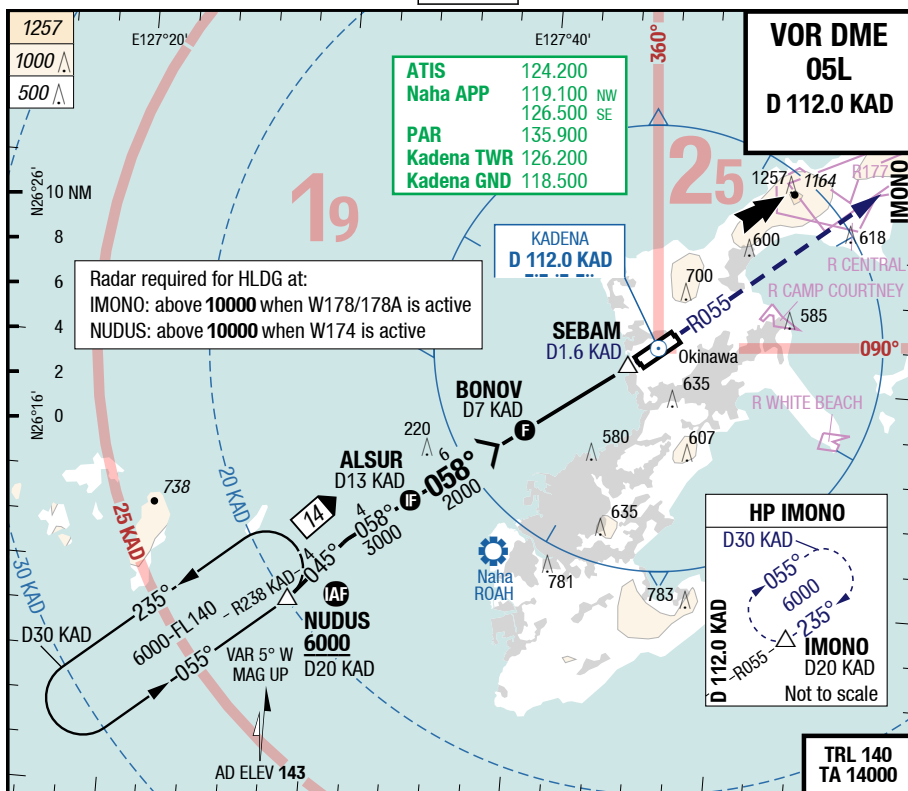 1257
1000
500
E127°20'
E127°40'
360°
VOR DME
05L
D 112.0 KAD
ATIS 124.200
Naha APP 119.100 NW
126.500 SE
PAR 135.900
Kadena TWR 126.200
Kadena GND 118.500
N26°26'
10 NM
8
6
4
2
0
N26°16'
19
25
1257
1164
R177
IMONO
600
618
KADENA
D 112.0 KAD
R CENTRAL
700
R CAMP COURTNEY
585
Radar required for HLDG at:
IMONO: above 10000 when W178/178A is active
NUDUS: above 10000 when W174 is active
R055
SEBAM
D1.6 KAD
Okinawa
090°
BONOV
D7 KAD
F
635
R WHITE BEACH
220
6
580
607
ALSUR
D13 KAD
IF
058°
2000
738
20 KAD
25 KAD
30 KAD
14
4
058°
3000
635
Naha
ROAH
781
783
045°
4
R238 KAD
235°
6000-FL140
055°
D30 KAD
IAF
NUDUS
6000
D20 KAD
VAR 5° W
MAG UP
AD ELEV 143
HP IMONO
D30 KAD
055°
6000
235°
D 112.0 KAD
R055
IMONO
D20 KAD
Not to scale
TRL 140
TA 14000